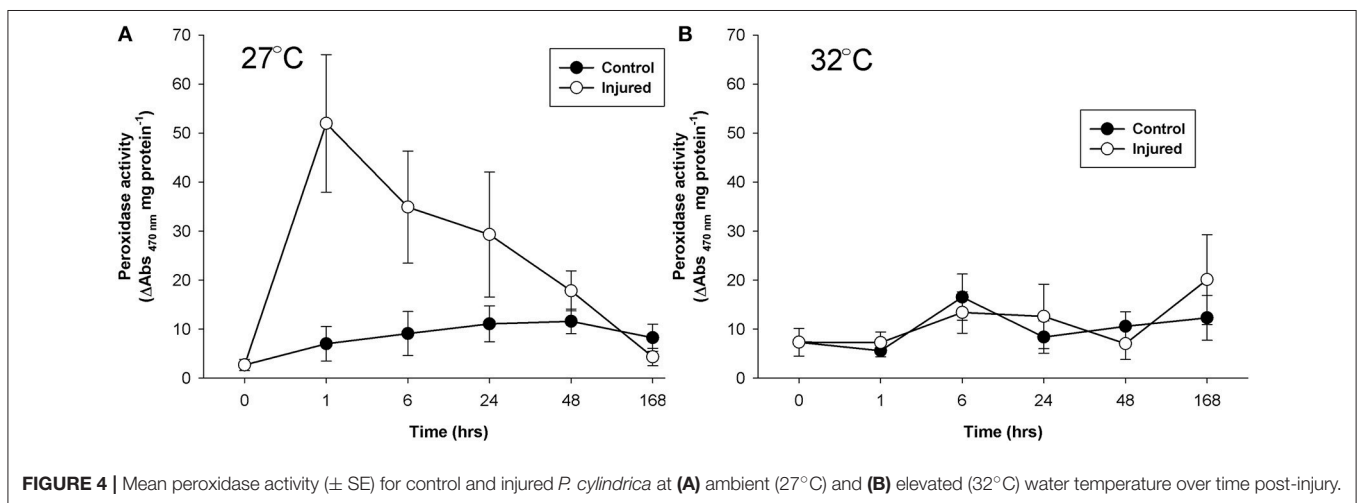 A
27°C
Control
Injured
Peroxidase activity
(ΔAbs 470 nm mg protein-1)
70
60
50
40
30
20
10
0
0 1 6 24 48 168
Time (hrs)
B
32°C
Control
Injured
Peroxidase activity
(ΔAbs 470 nm mg protein-1)
70
60
50
40
30
20
10
0
0 1 6 24 48 168
Time (hrs)
FIGURE 4 | Mean peroxidase activity (± SE) for control and injured P. cylindrica at (A) ambient (27°C) and (B) elevated (32°C) water temperature over time post-injury.